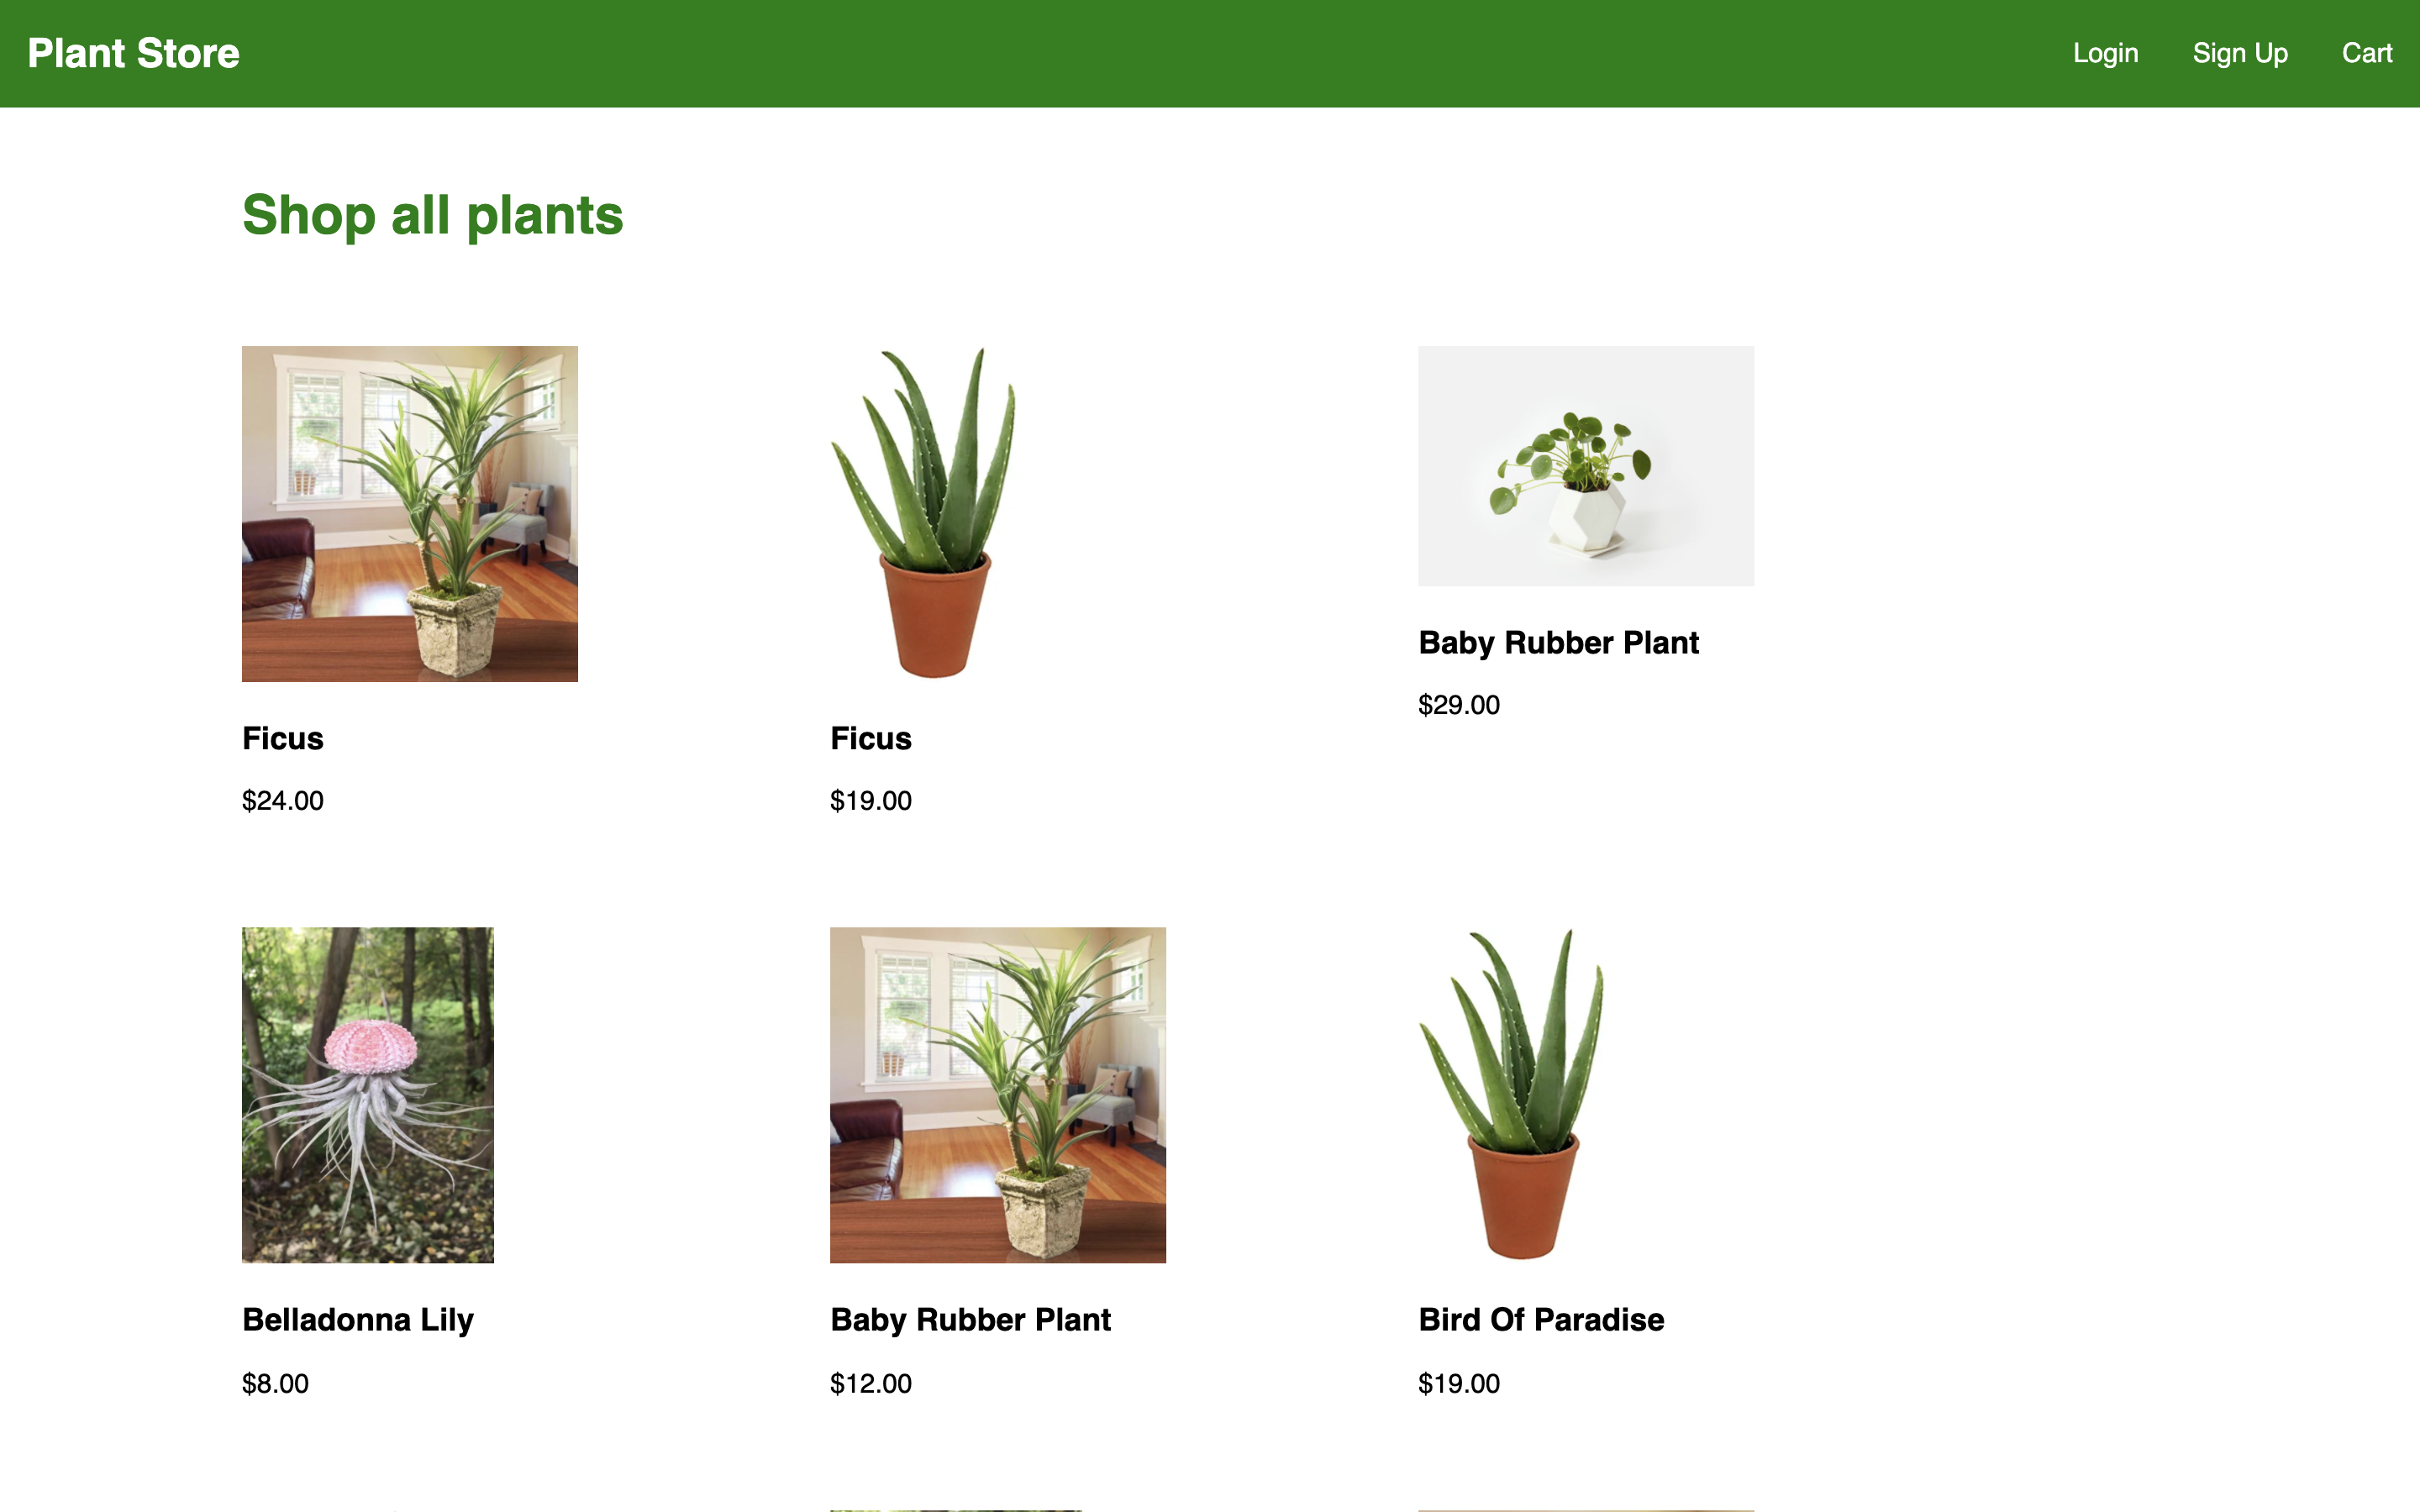 Plant Store
Login
Sign Up
Cart
Shop all plants
Ficus
$24.00
Ficus
$19.00
Baby Rubber Plant
$29.00
Belladonna Lily
$8.00
Baby Rubber Plant
$12.00
Bird Of Paradise
$19.00